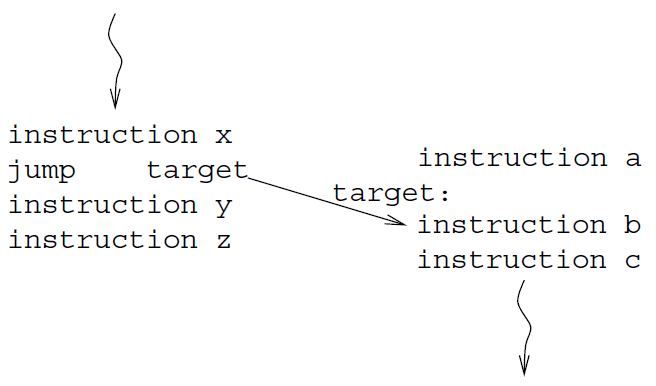 instruction x
jump target
instruction y
instruction z
instruction a
target:
instruction b
instruction c